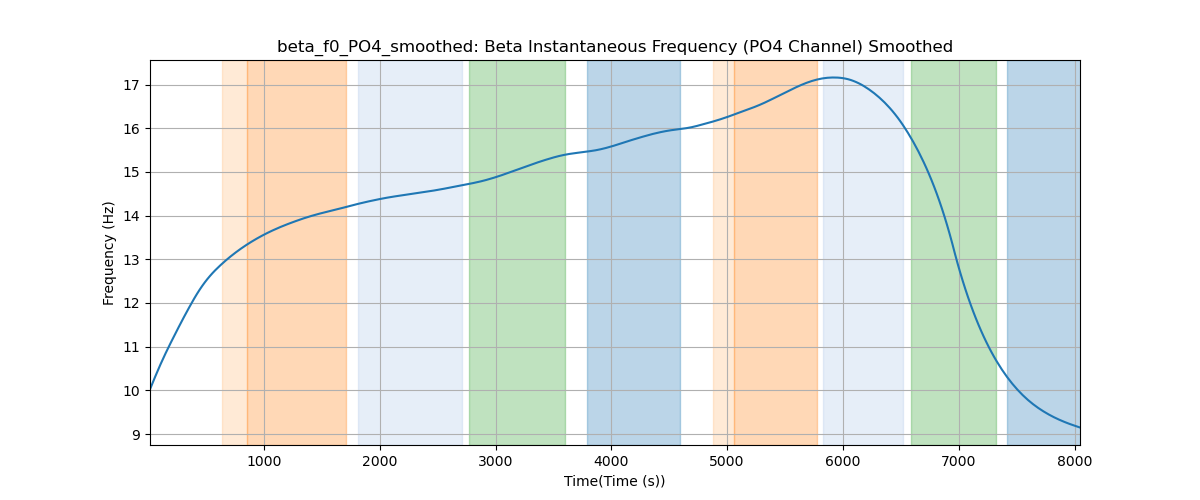 beta_f0_PO4_smoothed: Beta Instantaneous Frequency (PO4 Channel) Smoothed
Frequency (Hz)
17
16
15
14
13
12
11
10
9
1000 2000 3000 4000 5000 6000 7000 8000
Time(Time (s))